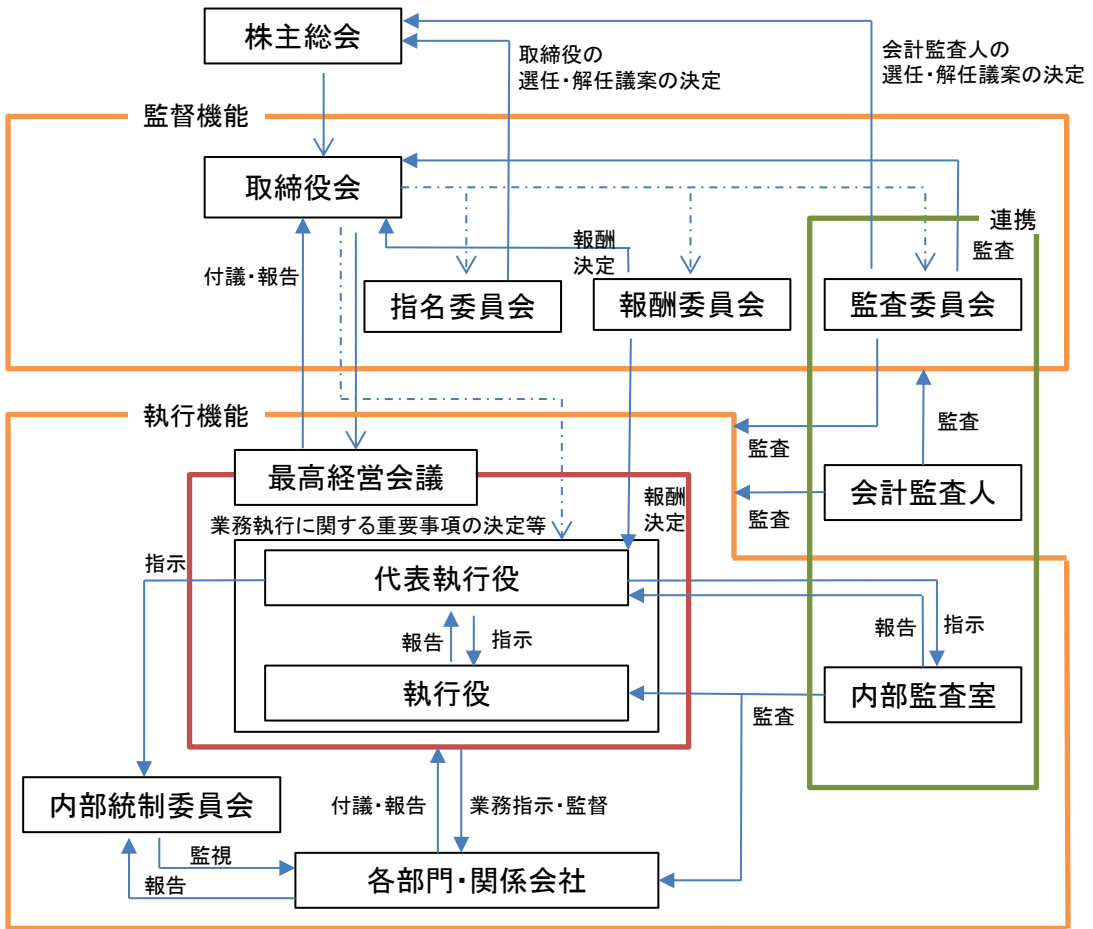 株主総会
取締役の
選任・解任議案の決定
会計監査人の
選任・解任議案の決定
監督機能
取締役会
連携
付議・報告
報酬
決定
監査
指名委員会
報酬委員会
監査委員会
執行機能
監査
監査
最高経営会議
会計監査人
報酬
決定
監査
業務執行に関する重要事項の決定等
指示
代表執行役
報告
指示
報告
指示
執行役
内部監査室
監査
内部統制委員会
付議・報告
業務指示・監督
監視
報告
各部門・関係会社